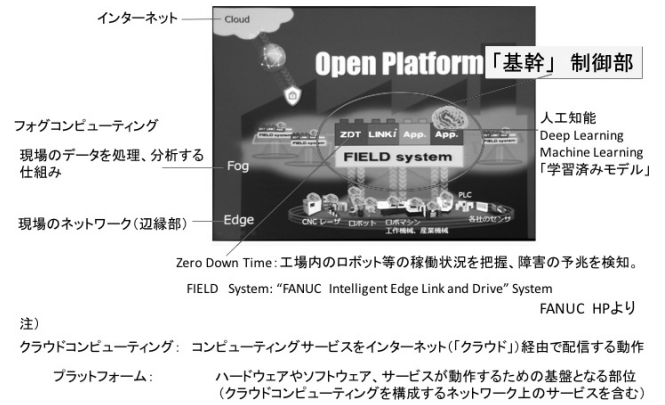 インターネット
Cloud
Open Platform
「基幹」 制御部
フォグコンピューティング
現場のデータを処理、分析する
仕組み
Fog
ZDT LINKi App. App.
FIELD system
人工知能
Deep Learning
Machine Learning
「学習済みモデル」
現場のネットワーク(辺縁部)
Edge
CNC レーザ ロボット ロボマシン
工作機械、産業機械
PLC
各社のセンサ
Zero Down Time:工場内のロボット等の稼働状況を把握、障害の予兆を検知。
FIELD System: “FANUC Intelligent Edge Link and Drive” System
FANUC HPより
注)
クラウドコンピューティング: コンピューティングサービスをインターネット(「クラウド」)経由で配信する動作
プラットフォーム: ハードウェアやソフトウェア、サービスが動作するための基盤となる部位
(クラウドコンピューティングを構成するネットワーク上のサービスを含む)